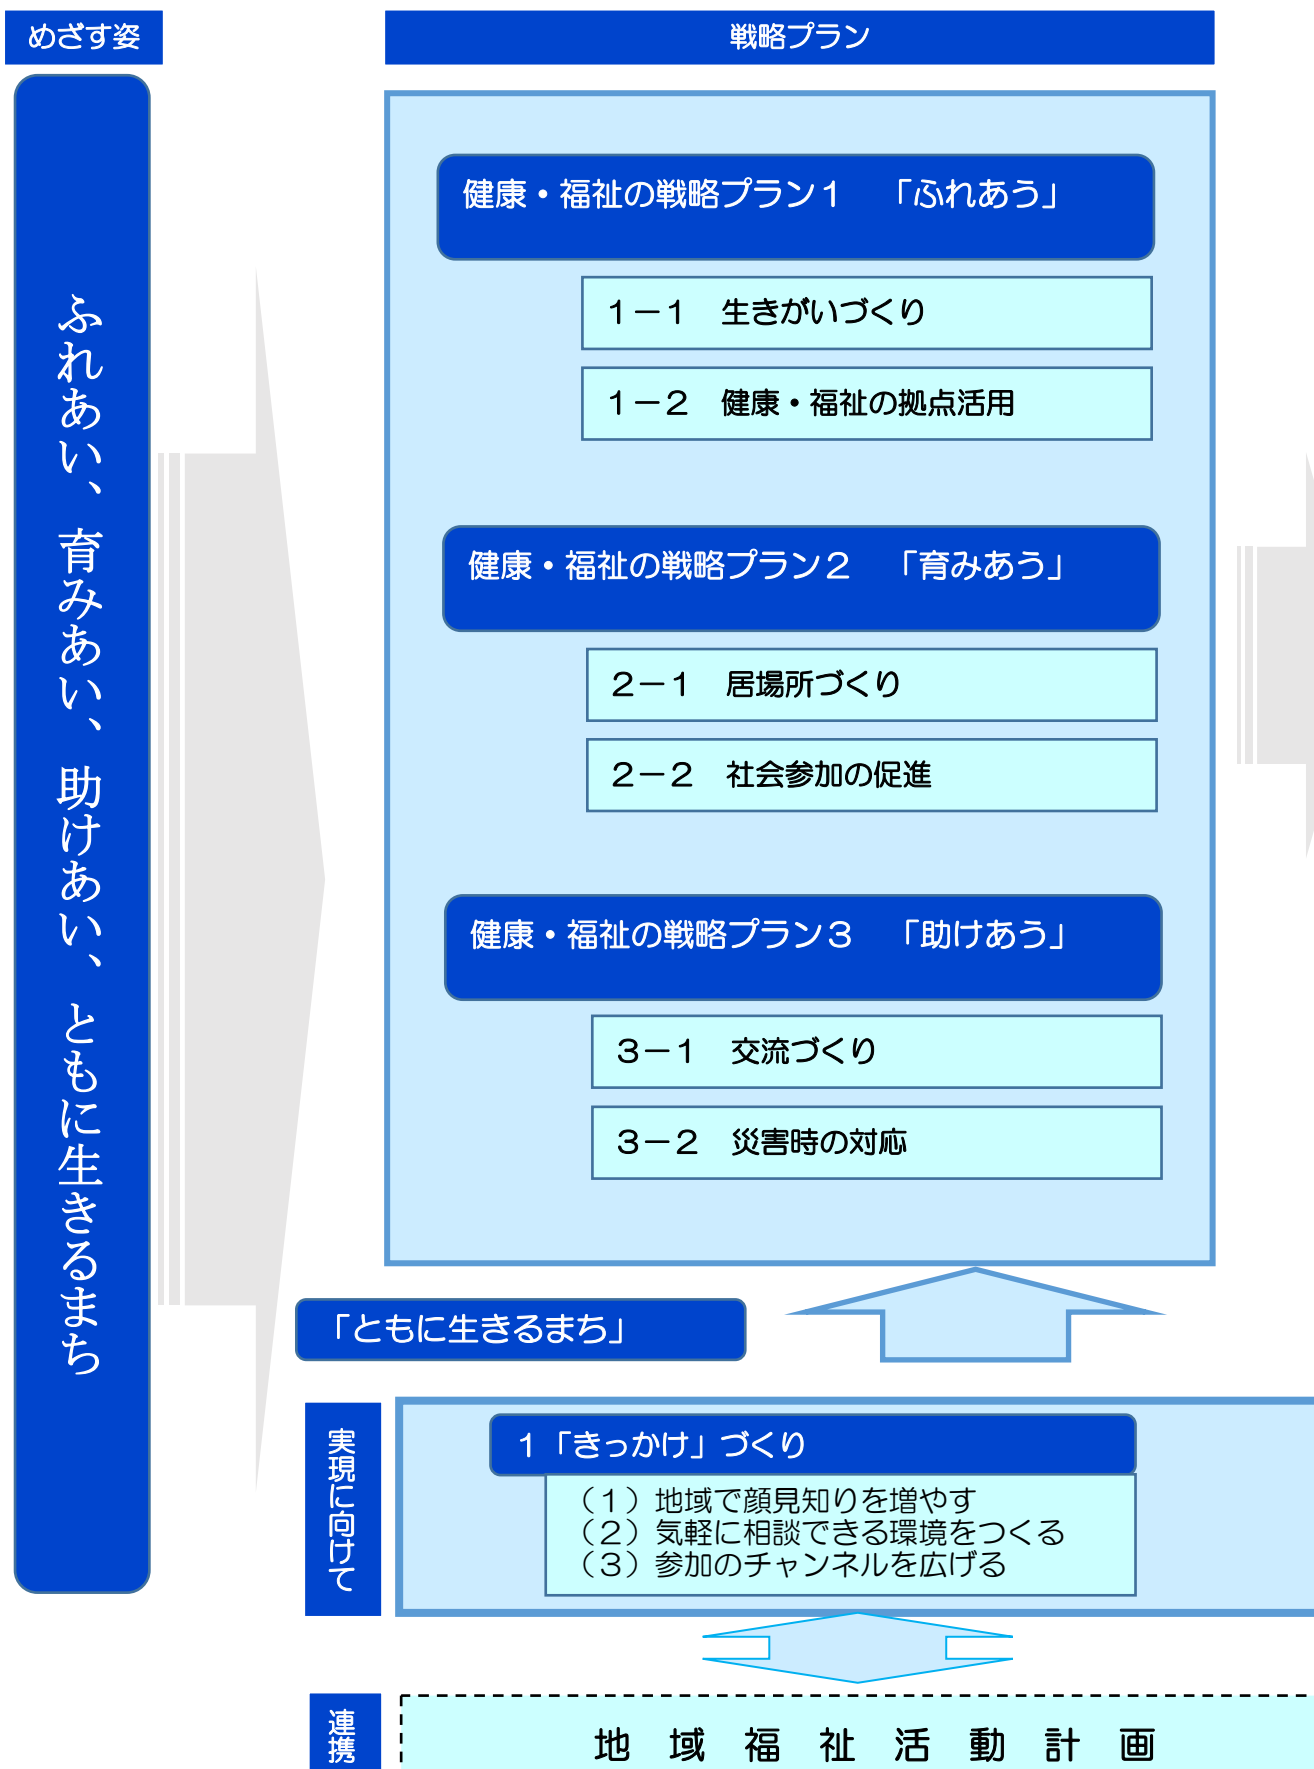 めざす姿
戦略プラン
ふれあい、育みあい、助けあい、ともに生きるまち
健康・福祉の戦略プラン１　「ふれあう」
１－１　生きがいづくり
１－２　健康・福祉の拠点活用
健康・福祉の戦略プラン２　「育みあう」
２－１　居場所づくり
２－２　社会参加の促進
健康・福祉の戦略プラン３　「助けあう」
３－１　交流づくり
３－２　災害時の対応
「ともに生きるまち」
実現に向けて
１「きっかけ」づくり
（１）地域で顔見知りを増やす
（２）気軽に相談できる環境をつくる
（３）参加のチャンネルを広げる
連携
地　域　福　祉　活　動　計　画